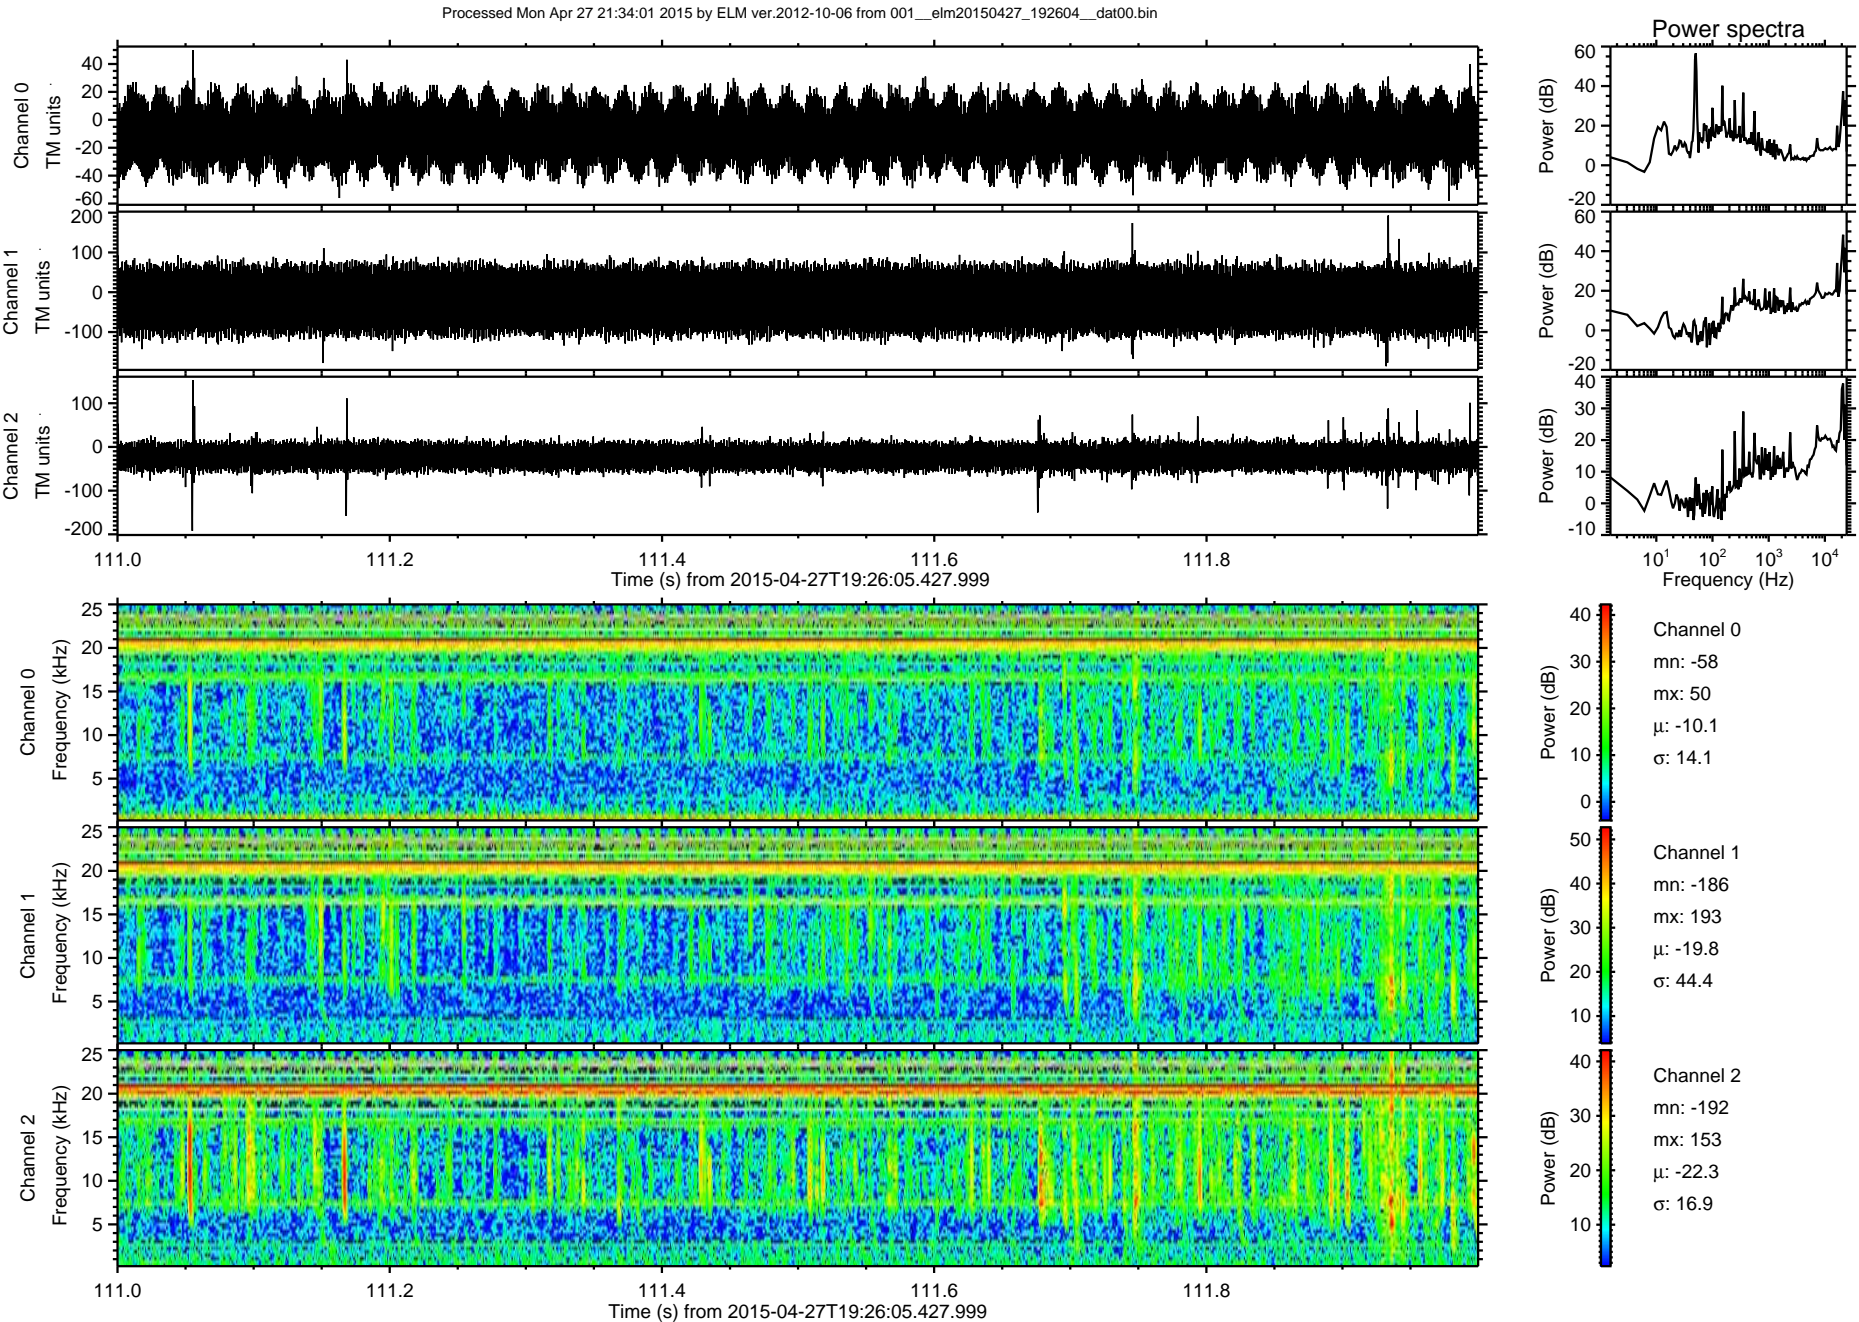 Processed Mon Apr 27 21:34:01 2015 by ELM ver.2012-10-06 from 001__elm20150427_192604__dat00.bin
Power spectra
Channel 0
TM units
40
20
0
-20
-40
-60
Power (dB)
60
40
20
0
-20
Channel 1
TM units
200
100
0
-100
Power (dB)
60
40
20
0
-20
Channel 2
TM units
100
0
-100
-200
Power (dB)
40
30
20
10
0
-10
111.0 111.2 111.4 111.6 111.8
Time (s) from 2015-04-27T19:26:05.427.999
10^1 10^2 10^3 10^4
Frequency (Hz)
Channel 0
Frequency (kHz)
25
20
15
10
5
Power (dB)
40
30
20
10
0
Channel 0
mn: -58
mx: 50
μ: -10.1
σ: 14.1
Channel 1
Frequency (kHz)
25
20
15
10
5
Power (dB)
50
40
30
20
10
Channel 1
mn: -186
mx: 193
μ: -19.8
σ: 44.4
Channel 2
Frequency (kHz)
25
20
15
10
5
Power (dB)
40
30
20
10
Channel 2
mn: -192
mx: 153
μ: -22.3
σ: 16.9
111.0 111.2 111.4 111.6 111.8
Time (s) from 2015-04-27T19:26:05.427.999